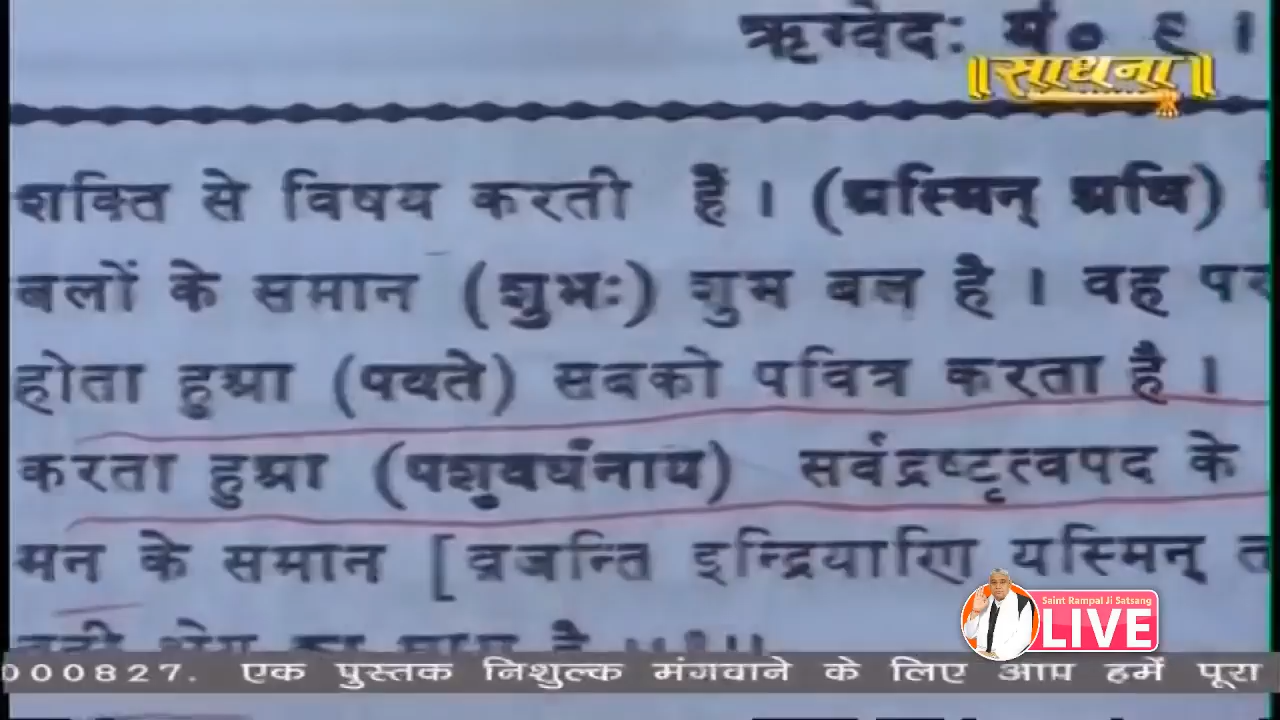 ऋग्वेदः मं० ९ ।
॥साधना॥
शक्ति से विषय करती हैं । (अस्मिन् अधि)
बलों के समान (शुभः) शुभ बल है । वह
होता हुआ (पवते) सबको पवित्र करता है ।
करता हुआ (पशुवर्धनाय) सर्वद्रष्टृत्वपद के
मन के समान [व्रजन्ति इन्द्रियाणि यस्मिन्
Saint Rampal Ji Satsang
LIVE
000827. एक पुस्तक निशुल्क मंगवाने के लिए आप हमें पूरा